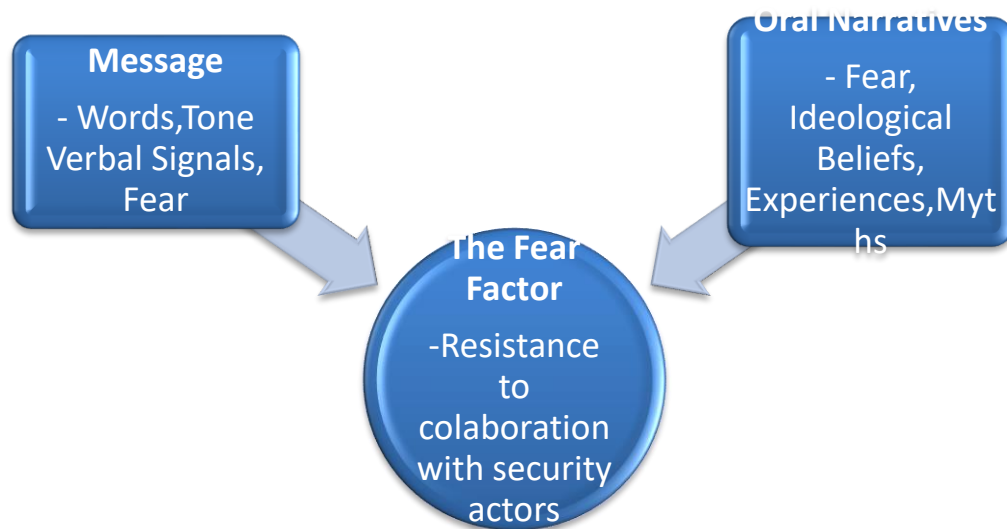 Message
- Words,Tone
Verbal Signals,
Fear
Oral Narratives
- Fear,
Ideological
Beliefs,
Experiences,Myt
hs
The Fear
Factor
-Resistance
to
colaboration
with security
actors